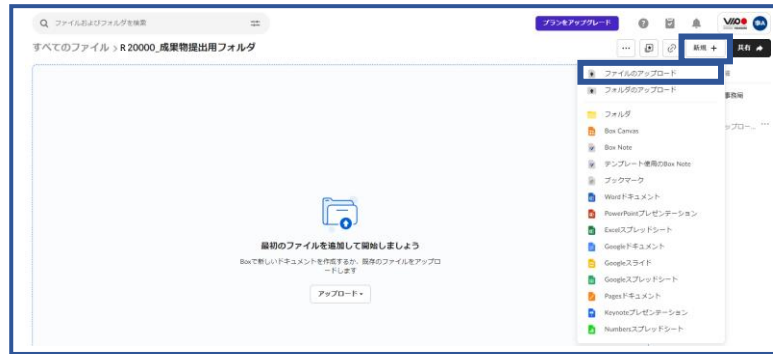 ファイルおよびフォルダを検索
プランをアップグレード
すべてのファイル > R 20000_成果物提出用フォルダ
新規 +
共有
ファイルのアップロード
フォルダのアップロード
事務局
フォルダ
Box Canvas
ップロー...
Box Note
テンプレート使用のBox Note
ブックマーク
Wordドキュメント
PowerPointプレゼンテーション
Excelスプレッドシート
最初のファイルを追加して開始しましょう
Boxで新しいドキュメントを作成するか、既存のファイルをアップロ
ードします
アップロード
Googleドキュメント
Googleスライド
Googleスプレッドシート
Pagesドキュメント
Keynoteプレゼンテーション
Numbersスプレッドシート